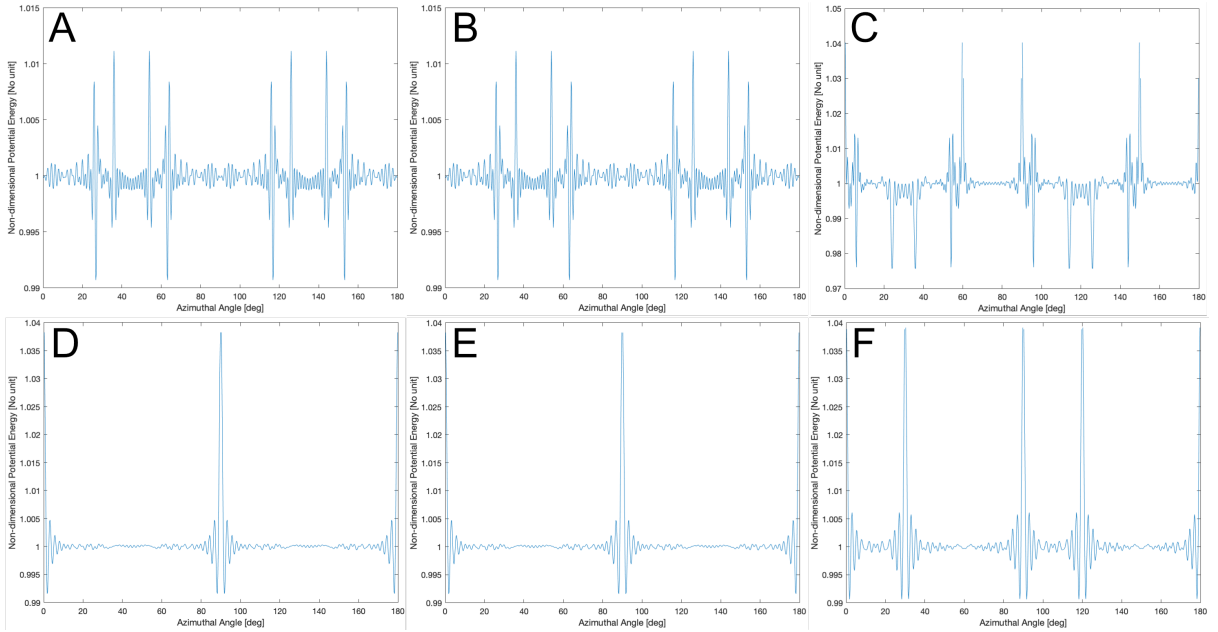 A
Non-dimensional Potential Energy [No unit]
1.015
1.01
1.005
1
0.995
0.99
0 20 40 60 80 100 120 140 160 180
Azimuthal Angle [deg]
B
Non-dimensional Potential Energy [No unit]
1.015
1.01
1.005
1
0.995
0.99
0 20 40 60 80 100 120 140 160 180
Azimuthal Angle [deg]
C
Non-dimensional Potential Energy [No unit]
1.05
1.04
1.03
1.02
1.01
1
0.99
0.98
0.97
0 20 40 60 80 100 120 140 160 180
Azimuthal Angle [deg]
D
Non-dimensional Potential Energy [No unit]
1.04
1.035
1.03
1.025
1.02
1.015
1.01
1.005
1
0.995
0.99
0 20 40 60 80 100 120 140 160 180
Azimuthal Angle [deg]
E
Non-dimensional Potential Energy [No unit]
1.04
1.035
1.03
1.025
1.02
1.015
1.01
1.005
1
0.995
0.99
0 20 40 60 80 100 120 140 160 180
Azimuthal Angle [deg]
F
Non-dimensional Potential Energy [No unit]
1.04
1.035
1.03
1.025
1.02
1.015
1.01
1.005
1
0.995
0.99
0 20 40 60 80 100 120 140 160 180
Azimuthal Angle [deg]